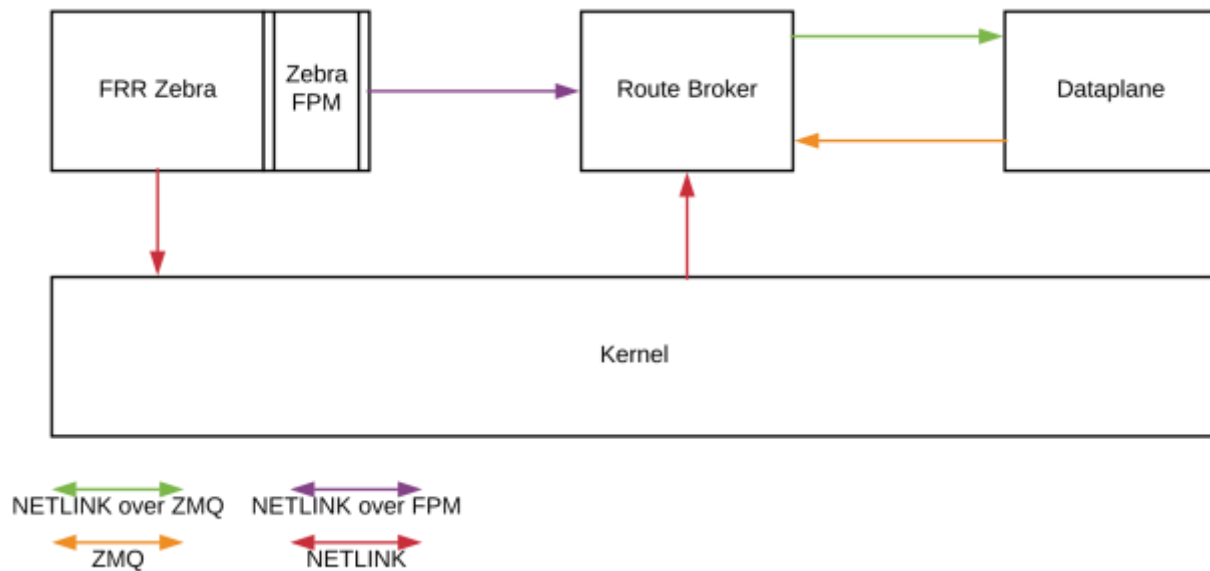 FRR Zebra
Zebra
FPM
Route Broker
Dataplane
Kernel
NETLINK over ZMQ
NETLINK over FPM
ZMQ
NETLINK